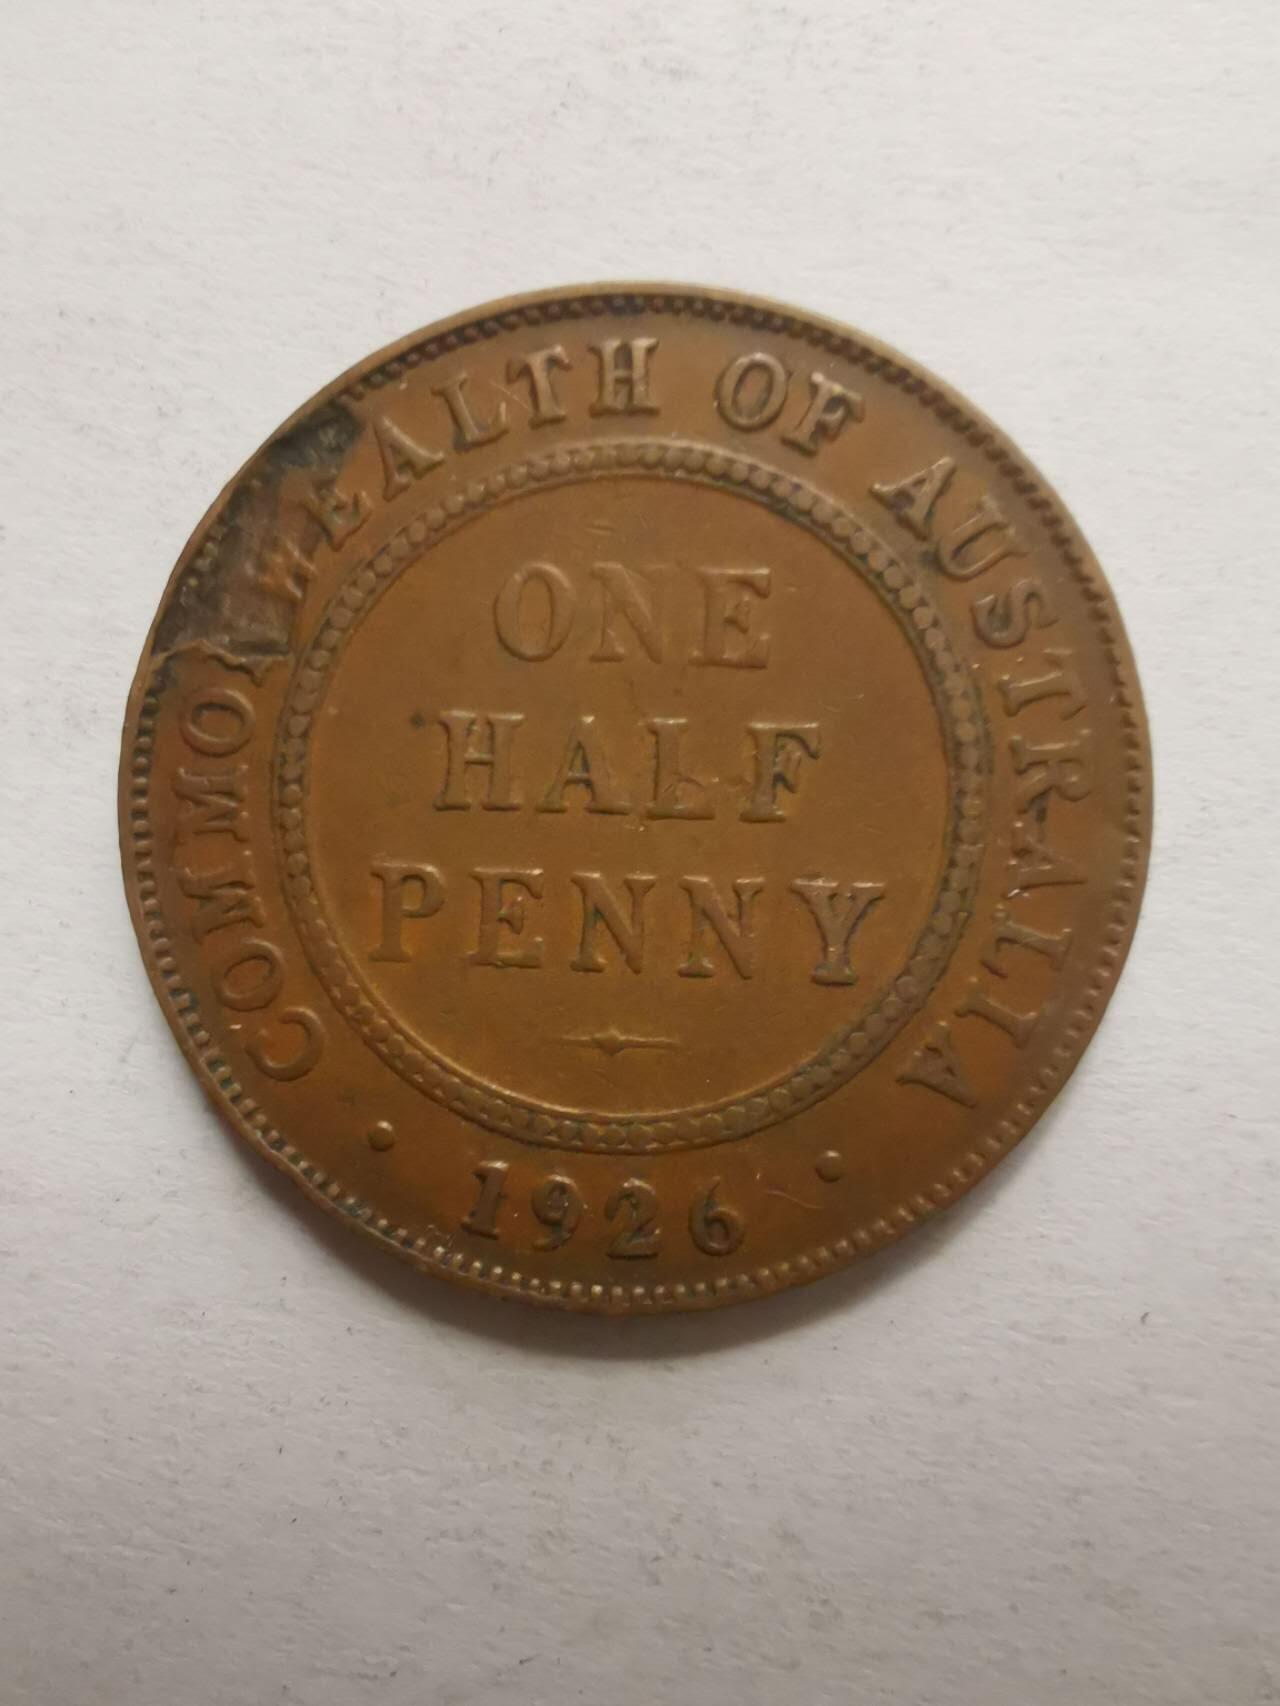 COMMONWEALTH OF AUSTRALIA
ONE
HALF
PENNY
· 1926 ·